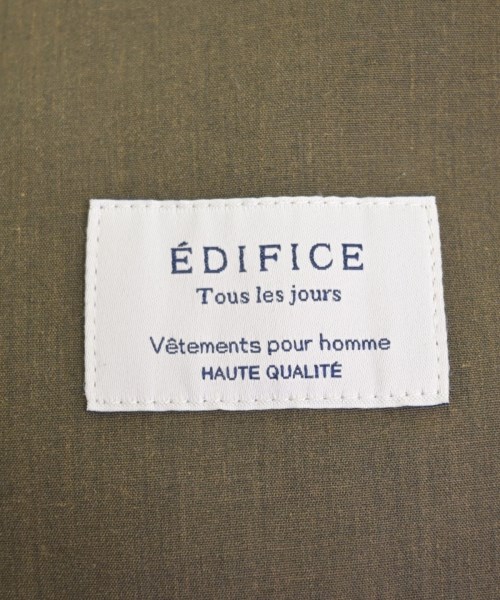 ÉDIFICE
Tous les jours
Vêtements pour homme
HAUTE QUALITÉ